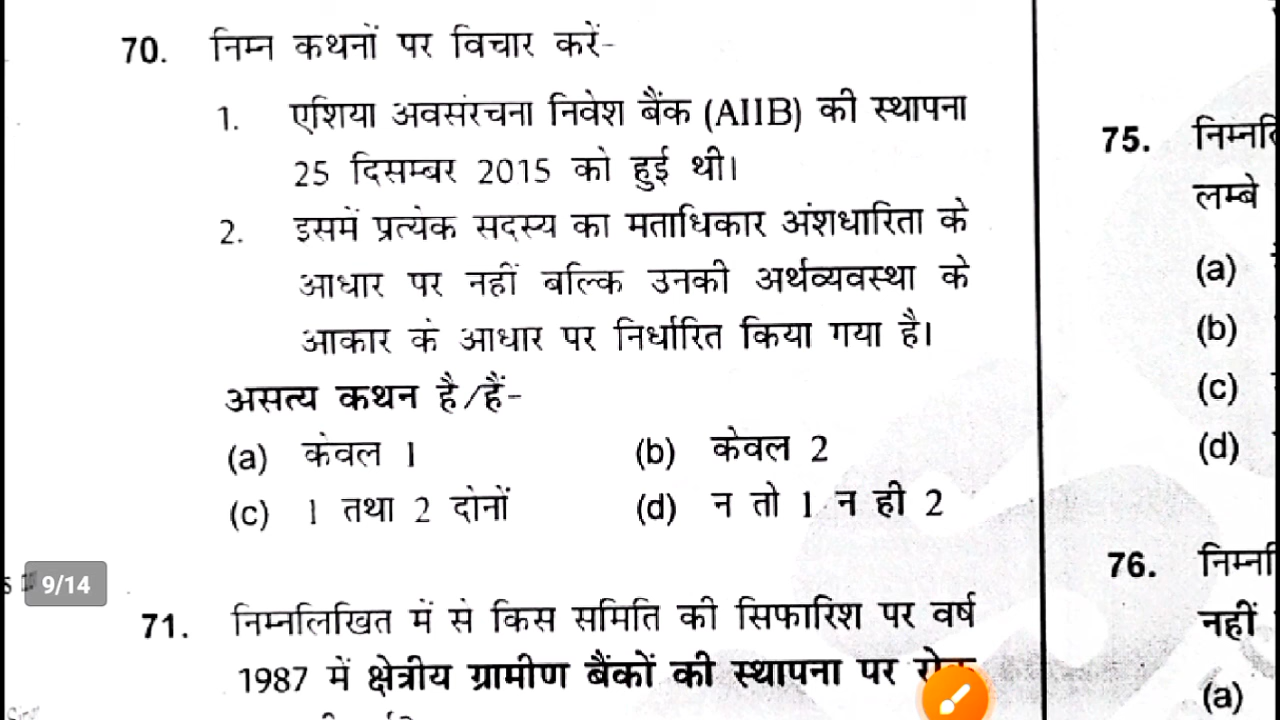 70. निम्न कथनों पर विचार करें-
1. एशिया अवसंरचना निवेश बैंक (AIIB) की स्थापना
25 दिसम्बर 2015 को हुई थी।
2. इसमें प्रत्येक सदस्य का मताधिकार अंशधारिता के
आधार पर नहीं बल्कि उनकी अर्थव्यवस्था के
आकार के आधार पर निर्धारित किया गया है।
असत्य कथन है/हैं-
(a) केवल 1 (b) केवल 2
(c) 1 तथा 2 दोनों (d) न तो 1 न ही 2
9/14
71. निम्नलिखित में से किस समिति की सिफारिश पर वर्ष
1987 में क्षेत्रीय ग्रामीण बैंकों की स्थापना पर
75.
लम्बे
(a)
(b)
(c)
(d)
76.
नहीं
(a)